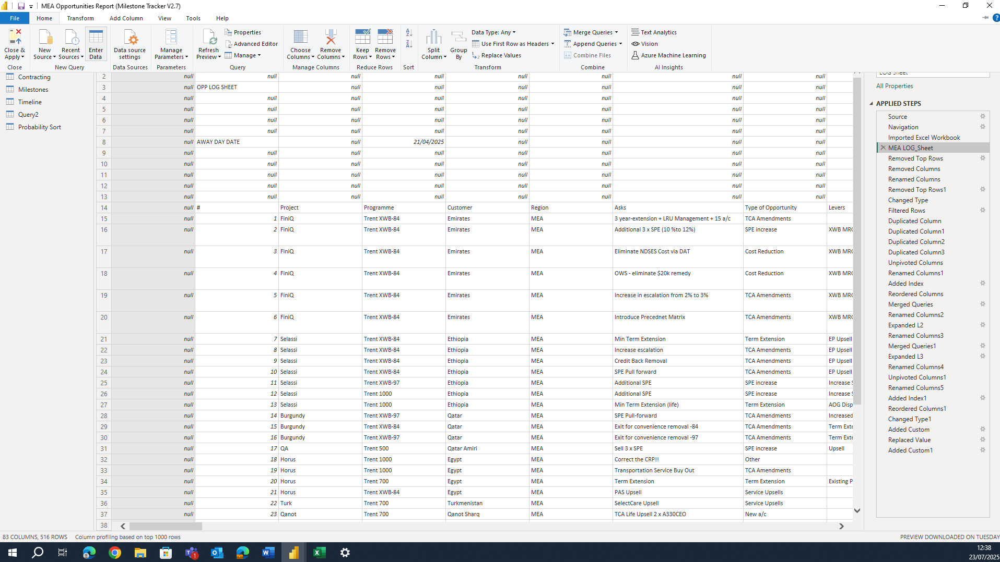 MEA Opportunities Report (Milestone Tracker V2.7)
File Home Transform Add Column View Tools Help
Close & Apply
Close
New Source
Recent Sources
Enter Data
New Query
Data source settings
Data Sources
Manage Parameters
Parameters
Refresh Preview
Properties
Advanced Editor
Manage
Query
Choose Columns
Remove Columns
Manage Columns
Keep Rows
Remove Rows
Reduce Rows
Sort
Split Column
Group By
Data Type: Any
Use First Row as Headers
Replace Values
Transform
Merge Queries
Append Queries
Combine Files
Combine
Text Analytics
Vision
Azure Machine Learning
AI Insights
Contracting
Milestones
Timeline
Query2
Probability Sort
2 null null null null null null null
3 null OPP LOG SHEET null null null null null
4 null null null null null null null
5 null null null null null null null
6 null null null null null null null
7 null null null null null null null
8 null AWAY DAY DATE null 21/04/2025 null null null null
9 null null null null null null null
10 null null null null null null null
11 null null null null null null null
12 null null null null null null null
13 null null null null null null null
14 null # Project Programme Customer Region Asks Type of Opportunity Levers
15 null 1 FiniQ Trent XWB-84 Emirates MEA 3 year-extension + LRU Management + 15 a/c TCA Amendments
16 null 2 FiniQ Trent XWB-84 Emirates MEA Additional 3 x SPE (10 %to 12%) SPE increase XWB MRO
17 null 3 FiniQ Trent XWB-84 Emirates MEA Eliminate NDSES Cost via DAT Cost Reduction XWB MRO
18 null 4 FiniQ Trent XWB-84 Emirates MEA OWS - eliminate $20k remedy Cost Reduction XWB MRO
19 null 5 FiniQ Trent XWB-84 Emirates MEA Increase in escalation from 2% to 3% TCA Amendments XWB MRO
20 null 6 FiniQ Trent XWB-84 Emirates MEA Introduce Precednet Matrix TCA Amendments XWB MRO
21 null 7 Selassi Trent XWB-84 Ethiopia MEA Min Term Extension Term Extension EP Upsell
22 null 8 Selassi Trent XWB-84 Ethiopia MEA Increase escalation TCA Amendments EP Upsell
23 null 9 Selassi Trent XWB-84 Ethiopia MEA Credit Back Removal TCA Amendments EP Upsell
24 null 10 Selassi Trent XWB-84 Ethiopia MEA SPE Pull forward TCA Amendments EP Upsell
25 null 11 Selassi Trent XWB-97 Ethiopia MEA Additional SPE SPE increase Increase S
26 null 12 Selassi Trent 1000 Ethiopia MEA Additional SPE SPE increase Increase S
27 null 13 Selassi Trent 1000 Ethiopia MEA Min Term Extension (life) Term Extension AOG Disp
28 null 14 Burgundy Trent XWB-97 Qatar MEA SPE Pull-forward TCA Amendments Increased
29 null 15 Burgundy Trent XWB-84 Qatar MEA Exit for convenience removal -84 TCA Amendments Term Exte
30 null 16 Burgundy Trent XWB-97 Qatar MEA Exit for convenience removal -97 TCA Amendments Term Exte
31 null 17 QA Trent 500 Qatar Amiri MEA Sell 3 x SPE SPE increase Upsell
32 null 18 Horus Trent 1000 Egypt MEA Correct the CRP!! Other
33 null 19 Horus Trent 1000 Egypt MEA Transportation Service Buy Out TCA Amendments
34 null 20 Horus Trent 700 Egypt MEA Term Extension Term Extension Existing P
35 null 21 Horus Trent XWB-84 Egypt MEA PAS Upsell Service Upsells
36 null 22 Turk Trent 700 Turkmenistan MEA SelectCare Upsell Service Upsells
37 null 23 Qanot Trent 700 Qanot Sharq MEA TCA Life Upsell 2 x A330CEO New a/c
38
LOG Sheet
All Properties
APPLIED STEPS
Source
Navigation
Imported Excel Workbook
MEA LOG_Sheet
Removed Top Rows
Removed Columns
Renamed Columns
Removed Top Rows1
Changed Type
Filtered Rows
Duplicated Column
Duplicated Column1
Duplicated Column2
Duplicated Column3
Unpivoted Columns
Renamed Columns1
Added Index
Reordered Columns
Merged Queries
Renamed Columns2
Expanded L2
Renamed Columns3
Merged Queries1
Expanded L3
Renamed Columns4
Unpivoted Columns1
Renamed Columns5
Added Index1
Reordered Columns1
Changed Type1
Added Custom
Replaced Value
Added Custom1
83 COLUMNS, 516 ROWS Column profiling based on top 1000 rows
PREVIEW DOWNLOADED ON TUESDAY
12:38
23/07/2025